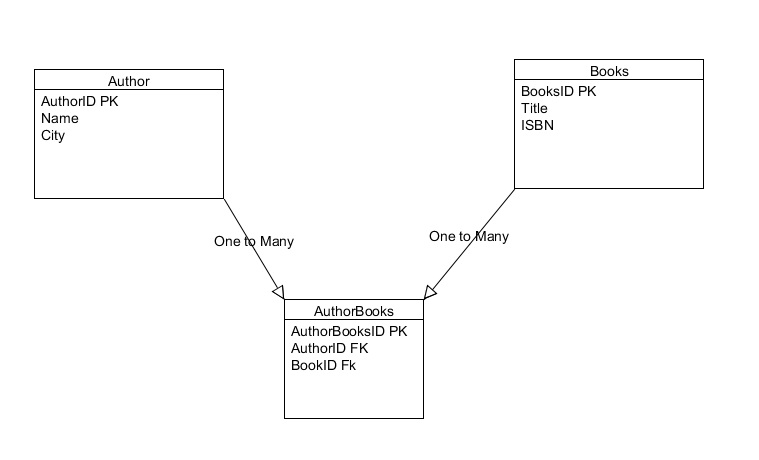 Author
AuthorID PK
Name
City
Books
BooksID PK
Title
ISBN
One to Many
One to Many
AuthorBooks
AuthorBooksID PK
AuthorID FK
BookID Fk